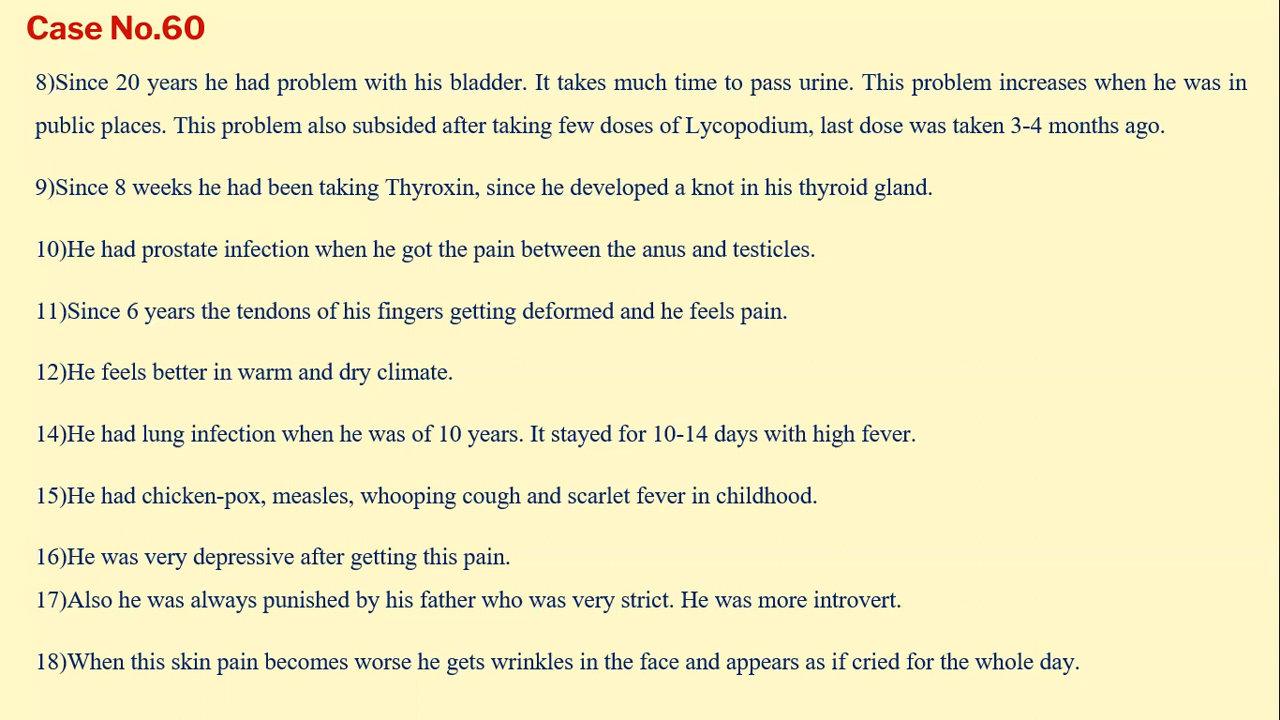 Case No.60
8)Since 20 years he had problem with his bladder. It takes much time to pass urine. This problem increases when he was in
public places. This problem also subsided after taking few doses of Lycopodium, last dose was taken 3-4 months ago.
9)Since 8 weeks he had been taking Thyroxin, since he developed a knot in his thyroid gland.
10)He had prostate infection when he got the pain between the anus and testicles.
11)Since 6 years the tendons of his fingers getting deformed and he feels pain.
12)He feels better in warm and dry climate.
14)He had lung infection when he was of 10 years. It stayed for 10-14 days with high fever.
15)He had chicken-pox, measles, whooping cough and scarlet fever in childhood.
16)He was very depressive after getting this pain.
17)Also he was always punished by his father who was very strict. He was more introvert.
18)When this skin pain becomes worse he gets wrinkles in the face and appears as if cried for the whole day.